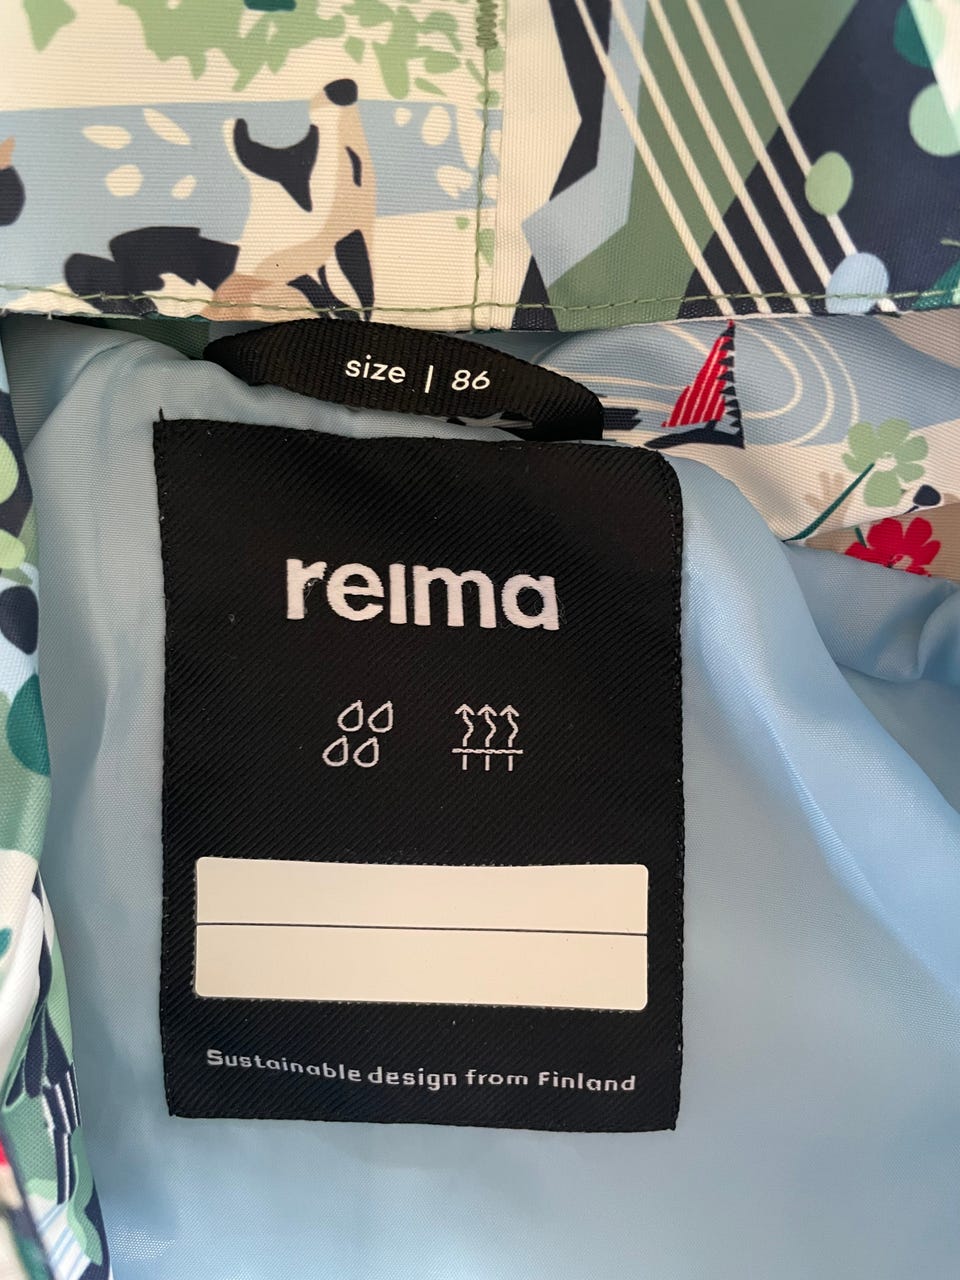 size | 86
reima
Sustainable design from Finland